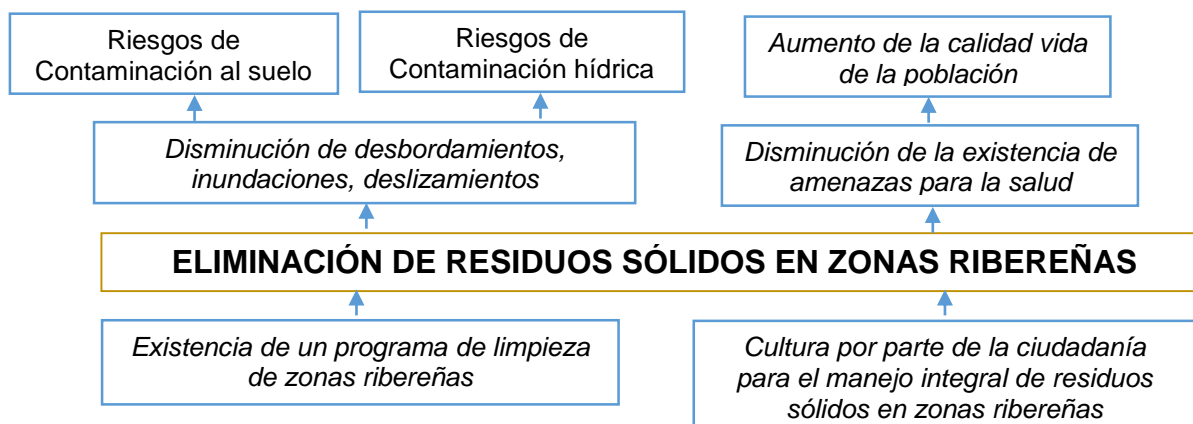 Riesgos de
Contaminación al suelo
Riesgos de
Contaminación hídrica
Aumento de la calidad vida
de la población
Disminución de desbordamientos,
inundaciones, deslizamientos
Disminución de la existencia de
amenazas para la salud
ELIMINACIÓN DE RESIDUOS SÓLIDOS EN ZONAS RIBEREÑAS
Existencia de un programa de limpieza
de zonas ribereñas
Cultura por parte de la ciudadanía
para el manejo integral de residuos
sólidos en zonas ribereñas